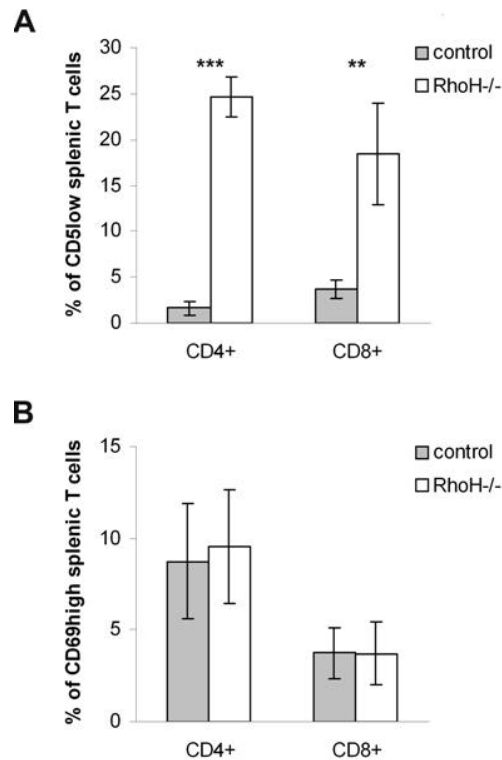 A
% of CD5low splenic T cells
30
25
20
15
10
5
0
***
**
control
RhoH-/-
CD4+
CD8+
B
% of CD69high splenic T cells
15
10
5
0
control
RhoH-/-
CD4+
CD8+